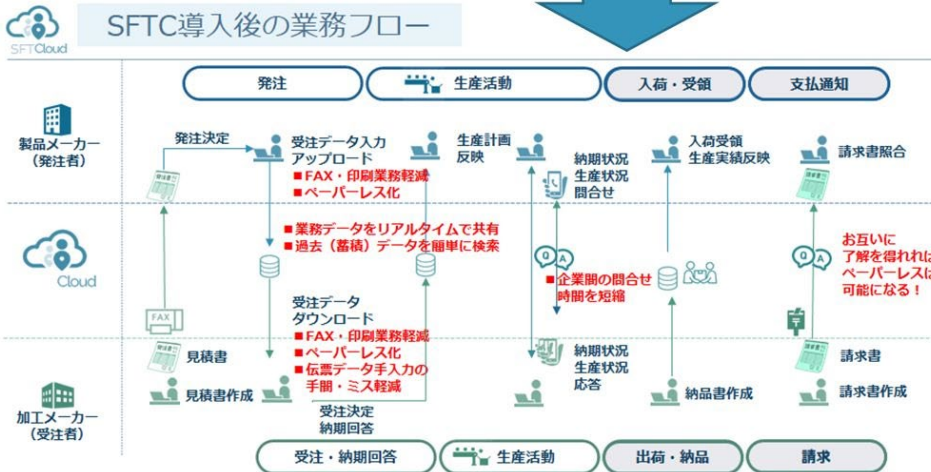 SFTCloud
SFTC導入後の業務フロー
発注
生産活動
入荷・受領
支払通知
製品メーカー
（発注者）
発注決定
受注データ入力
アップロード
■FAX・印刷業務軽減
■ペーパーレス化
生産計画
反映
納期状況
生産状況
問合せ
入荷受領
生産実績反映
請求書照合
Cloud
■業務データをリアルタイムで共有
■過去（蓄積）データを簡単に検索
Q A
■企業間の問合せ
時間を短縮
Q A
お互いに
了解を得れれば
ペーパーレスは
可能になる！
FAX
受注データ
ダウンロード
■FAX・印刷業務軽減
■ペーパーレス化
■伝票データ手入力の
手間・ミス軽減
見積書
見積書作成
受注決定
納期回答
納期状況
生産状況
応答
納品書作成
請求書
請求書作成
加工メーカー
（受注者）
受注・納期回答
生産活動
出荷・納品
請求